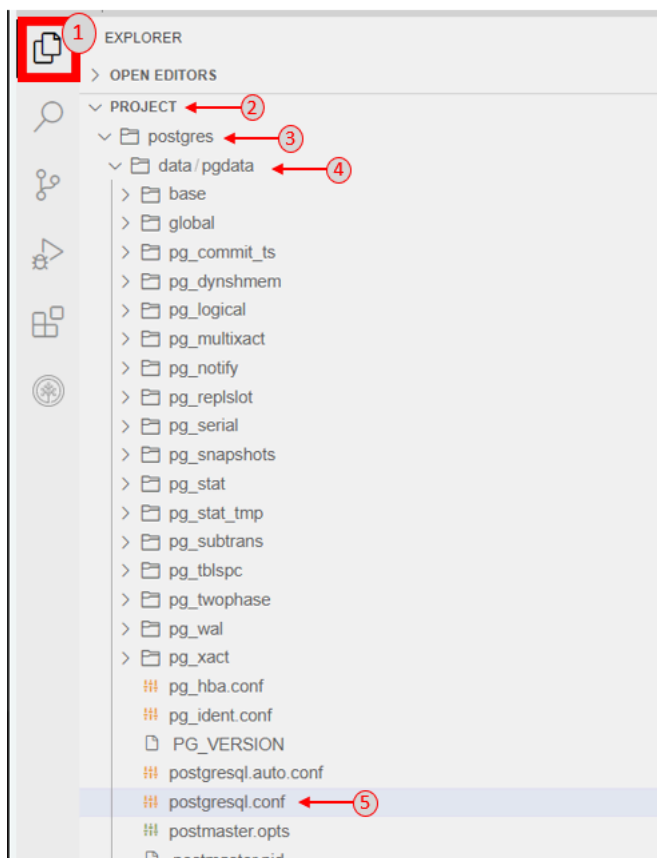 1
EXPLORER
OPEN EDITORS
PROJECT 2
postgres 3
data/pgdata 4
base
global
pg_commit_ts
pg_dynshmem
pg_logical
pg_multixact
pg_notify
pg_replslot
pg_serial
pg_snapshots
pg_stat
pg_stat_tmp
pg_subtrans
pg_tblspc
pg_twophase
pg_wal
pg_xact
pg_hba.conf
pg_ident.conf
PG_VERSION
postgresql.auto.conf
postgresql.conf 5
postmaster.opts
postmaster.pid